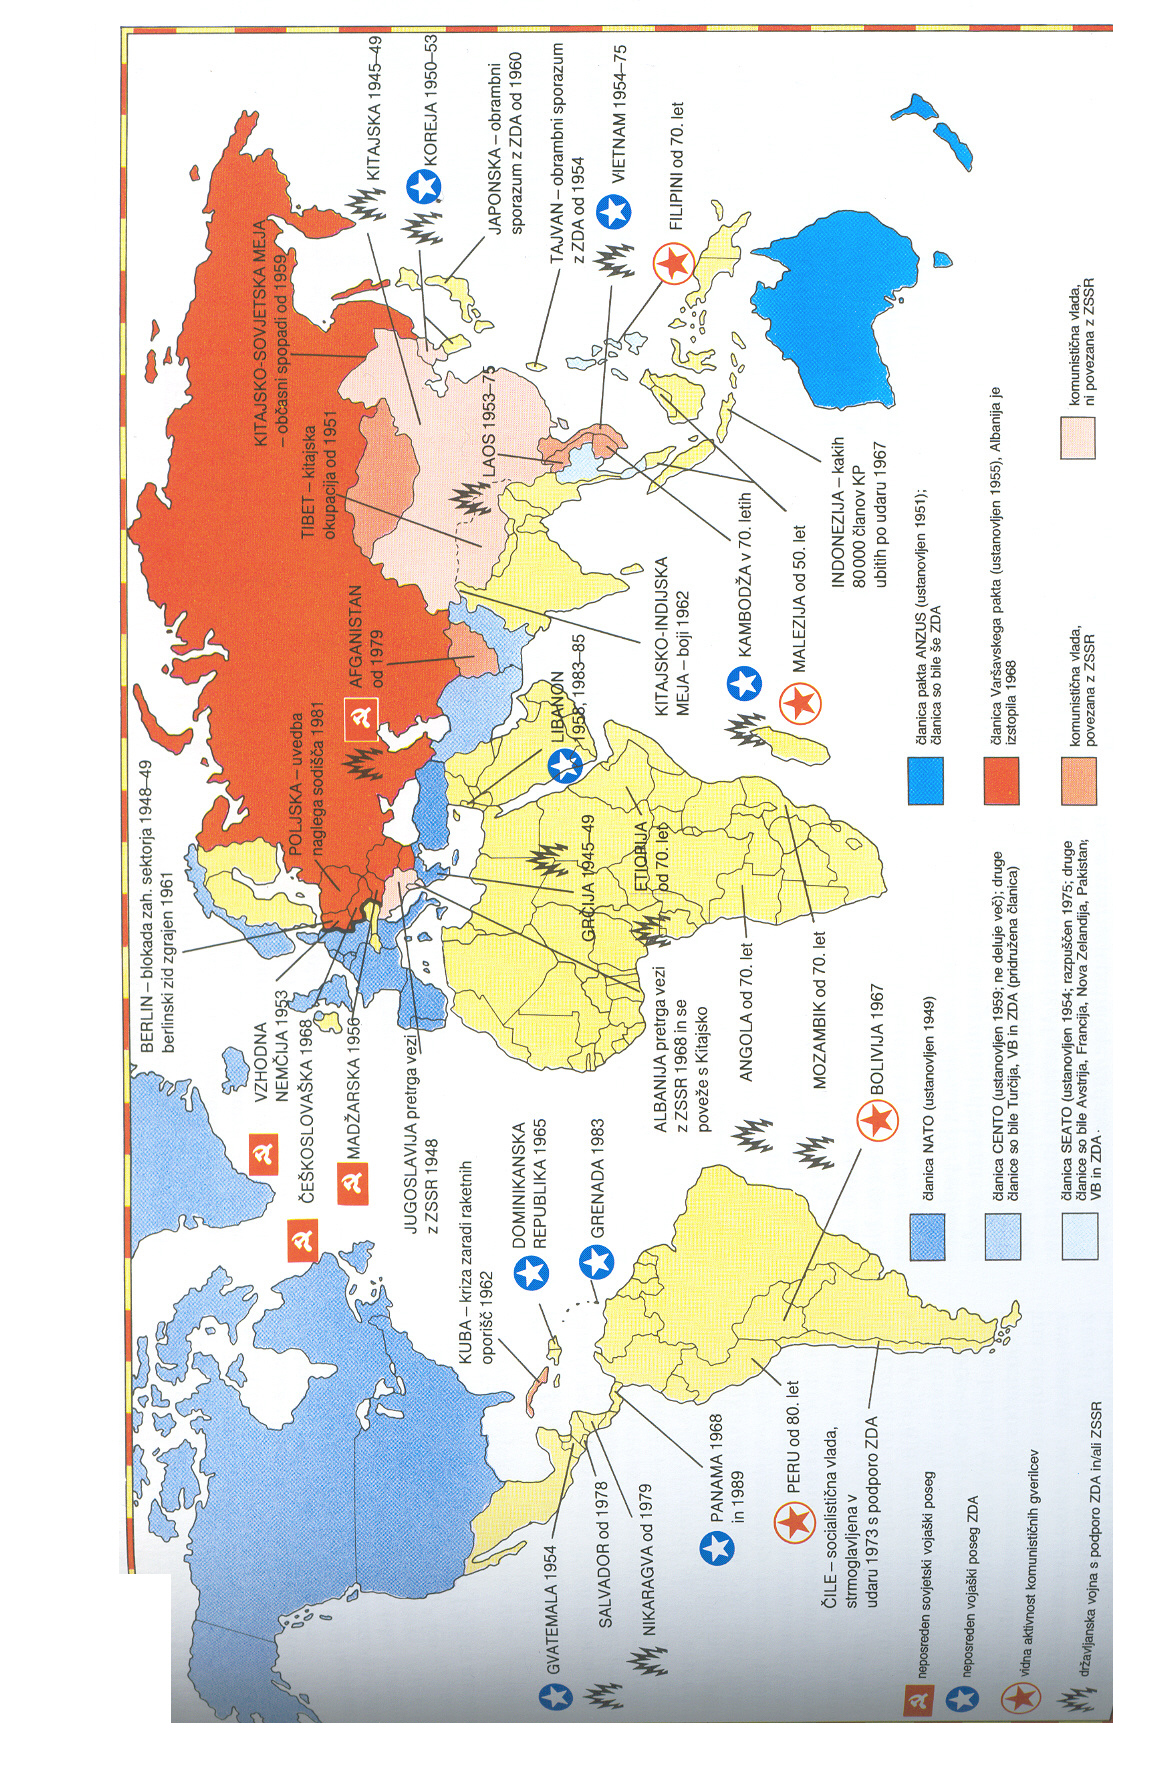 BERLIN – blokada zah. sektorja 1948–49
berlinski zid zgrajen 1961
VZHODNA
NEMČIJA 1953
ČEŠKOSLOVAŠKA 1968
MADŽARSKA 1956
JUGOSLAVIJA pretrga vezi
z ZSSR 1948
POLJSKA – uvedba
naglega sodišča 1981
AFGANISTAN
od 1979
TIBET – kitajska
okupacija od 1951
KITAJSKO-SOVJETSKA MEJA
– občasni spopadi od 1959
KITAJSKA 1945–49
KOREJA 1950–53
JAPONSKA – obrambni
sporazum z ZDA od 1960
TAJVAN – obrambni sporazum
z ZDA od 1954
VIETNAM 1954–75
FILIPINI od 70. let
LAOS 1953–75
KUBA – kriza zaradi raketnih
oporišč 1962
DOMINIKANSKA
REPUBLIKA 1965
GRENADA 1983
GVATEMALA 1954
SALVADOR od 1978
NIKARAGVA od 1979
PANAMA 1968
in 1989
PERU od 80. let
ČILE – socialistična vlada,
strmoglavljena v
udaru 1973 s podporo ZDA
BOLIVIJA 1967
ALBANIJA pretrga vezi
z ZSSR 1968 in se
poveže s Kitajsko
ANGOLA od 70. let
MOZAMBIK od 70. let
GRČIJA 1945–49
ETIORIJA
od 70. let
LIBANON
1958, 1983–85
KITAJSKO-INDIJSKA
MEJA – boji 1962
KAMBODŽA v 70. letih
MALEZIJA od 50. let
INDONEZIJA – kakih
80 000 članov KP
ubitih po udaru 1967
neposreden sovjetski vojaški poseg
neposreden vojaški poseg ZDA
vidna aktivnost komunističnih gverilcev
državljanska vojna s podporo ZDA in/ali ZSSR
članica NATO (ustanovljen 1949)
članica CENTO (ustanovljen 1959; ne deluje več); druge
članice so bile Turčija, VB in ZDA (pridružena članica)
članica SEATO (ustanovljen 1954; razpuščen 1975; druge
članice so bile Avstrija, Francija, Nova Zelandija, Pakistan;
VB in ZDA.
članica pakta ANZUS (ustanovljen 1951);
članica so bile še ZDA
članica Varšavskega pakta (ustanovljen 1955), Albanija je
izstopila 1968
komunistična vlada,
povezana z ZSSR
komunistična vlada,
ni povezana z ZSSR